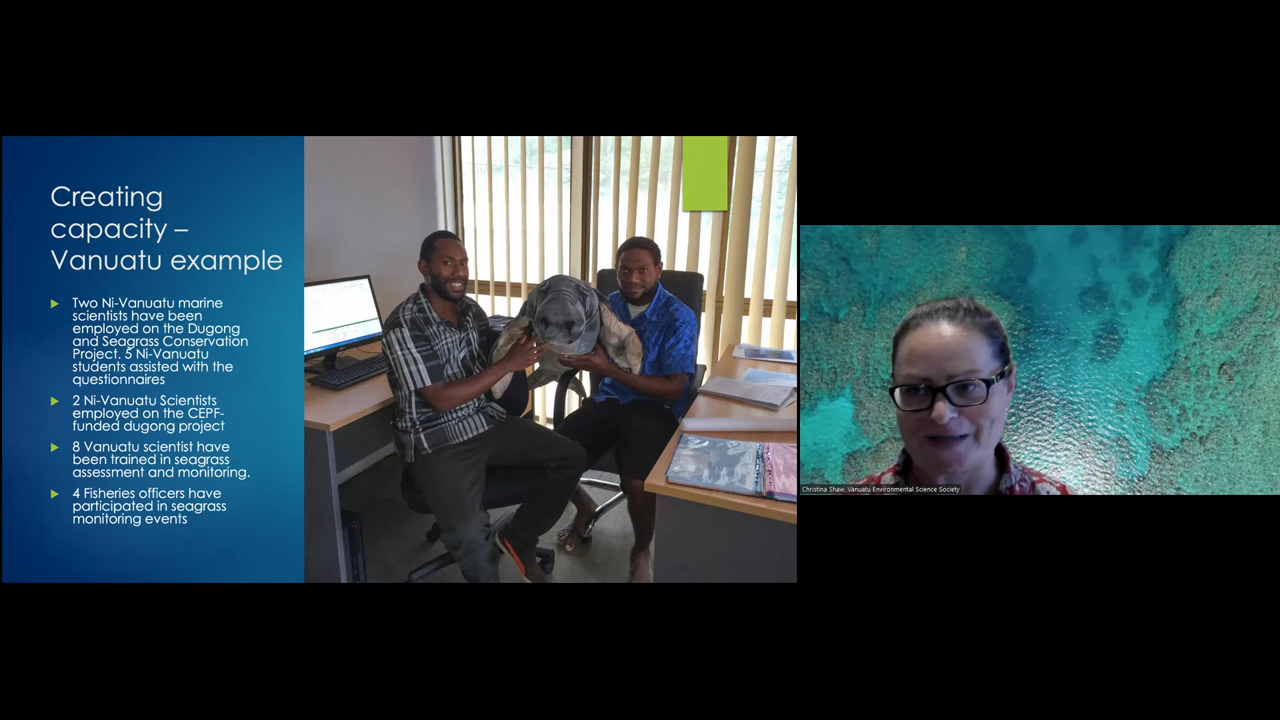 Creating
capacity –
Vanuatu example
Two Ni-Vanuatu marine
scientists have been
employed on the Dugong
and Seagrass Conservation
Project. 5 Ni-Vanuatu
students assisted with the
questionnaires
2 Ni-Vanuatu Scientists
employed on the CEPF-
funded dugong project
8 Vanuatu scientist have
been trained in seagrass
assessment and monitoring.
4 Fisheries officers have
participated in seagrass
monitoring events
Christina Shaw, Vanuatu Environmental Science Society